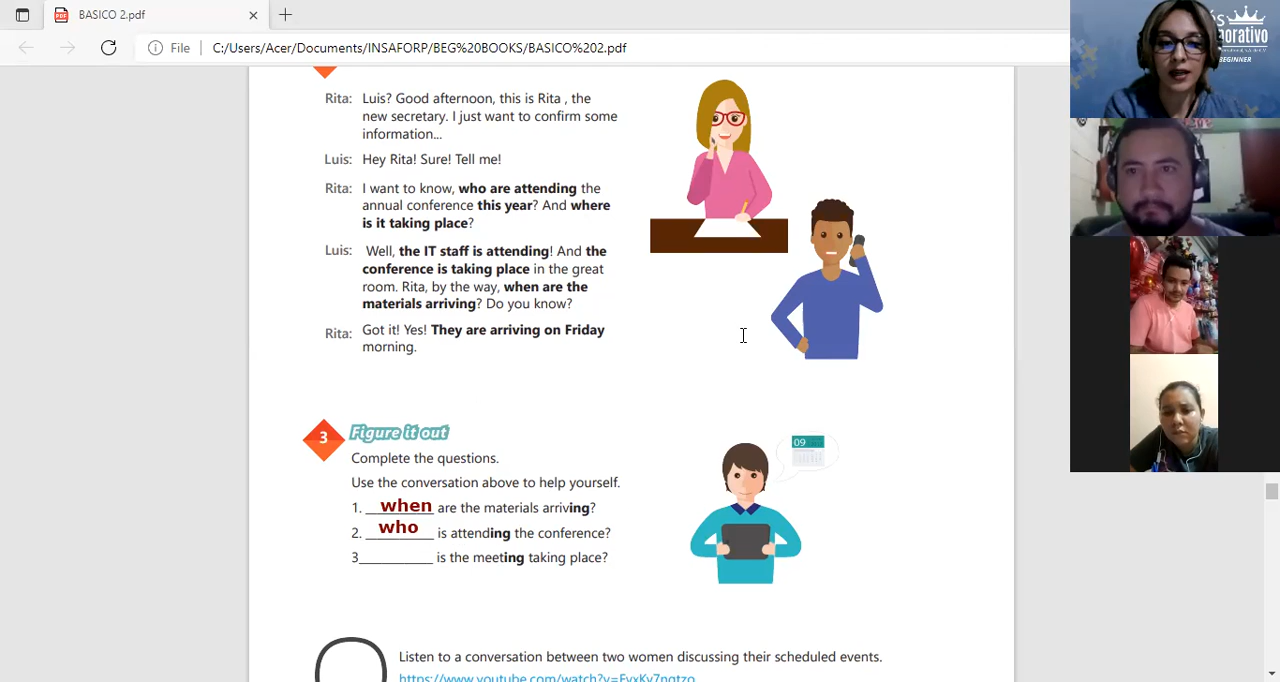 BASICO 2.pdf
File
C:/Users/Acer/Documents/INSAFORP/BEG%20BOOKS/BASICO%202.pdf
Rita: Luis? Good afternoon, this is Rita , the
new secretary. I just want to confirm some
information...
Luis: Hey Rita! Sure! Tell me!
Rita: I want to know, who are attending the
annual conference this year? And where
is it taking place?
Luis: Well, the IT staff is attending! And the
conference is taking place in the great
room. Rita, by the way, when are the
materials arriving? Do you know?
Rita: Got it! Yes! They are arriving on Friday
morning.
3 Figure it out
Complete the questions.
Use the conversation above to help yourself.
1. when are the materials arriving?
2. who is attending the conference?
3___________ is the meeting taking place?
09
Listen to a conversation between two women discussing their scheduled events.
BEGINNER